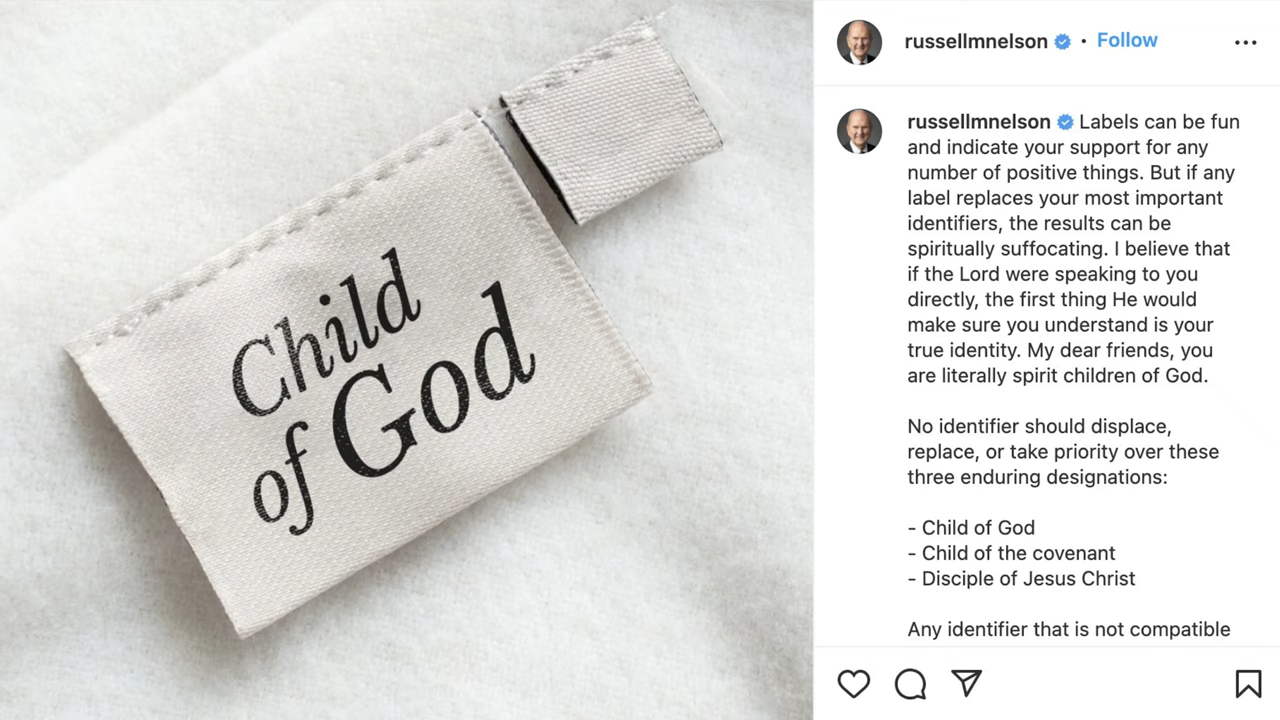 Child
of God
russellmnelson • Follow
russellmnelson Labels can be fun
and indicate your support for any
number of positive things. But if any
label replaces your most important
identifiers, the results can be
spiritually suffocating. I believe that
if the Lord were speaking to you
directly, the first thing He would
make sure you understand is your
true identity. My dear friends, you
are literally spirit children of God.
No identifier should displace,
replace, or take priority over these
three enduring designations:
- Child of God
- Child of the covenant
- Disciple of Jesus Christ
Any identifier that is not compatible